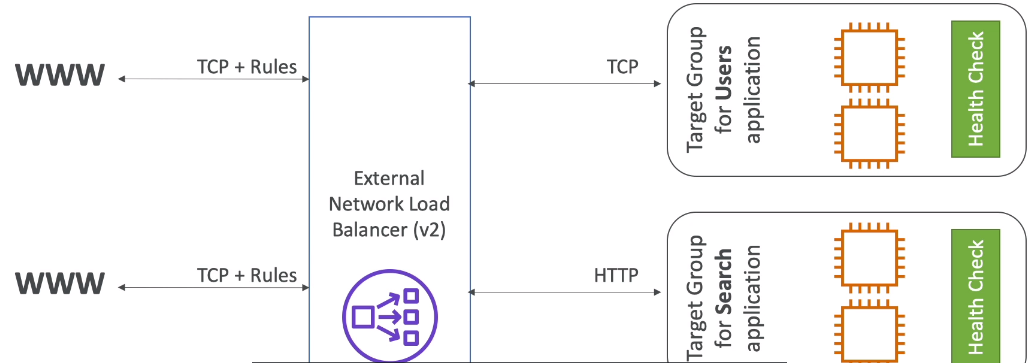 WWW
TCP + Rules
TCP
Target Group
for Users
application
Health Check
External
Network Load
Balancer (v2)
WWW
TCP + Rules
HTTP
Target Group
for Search
application
Health Check